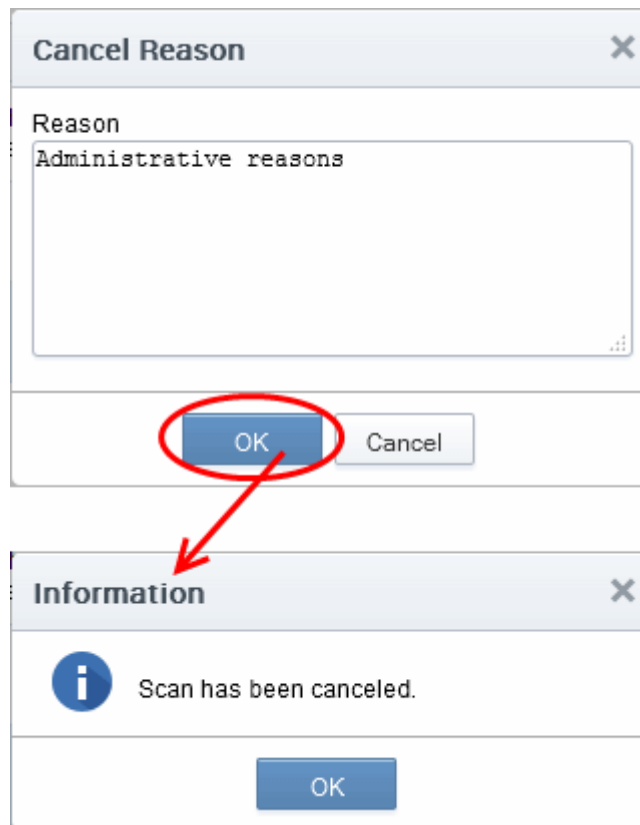 Cancel Reason
Reason
Administrative reasons
OK Cancel
Information
Scan has been canceled.
OK